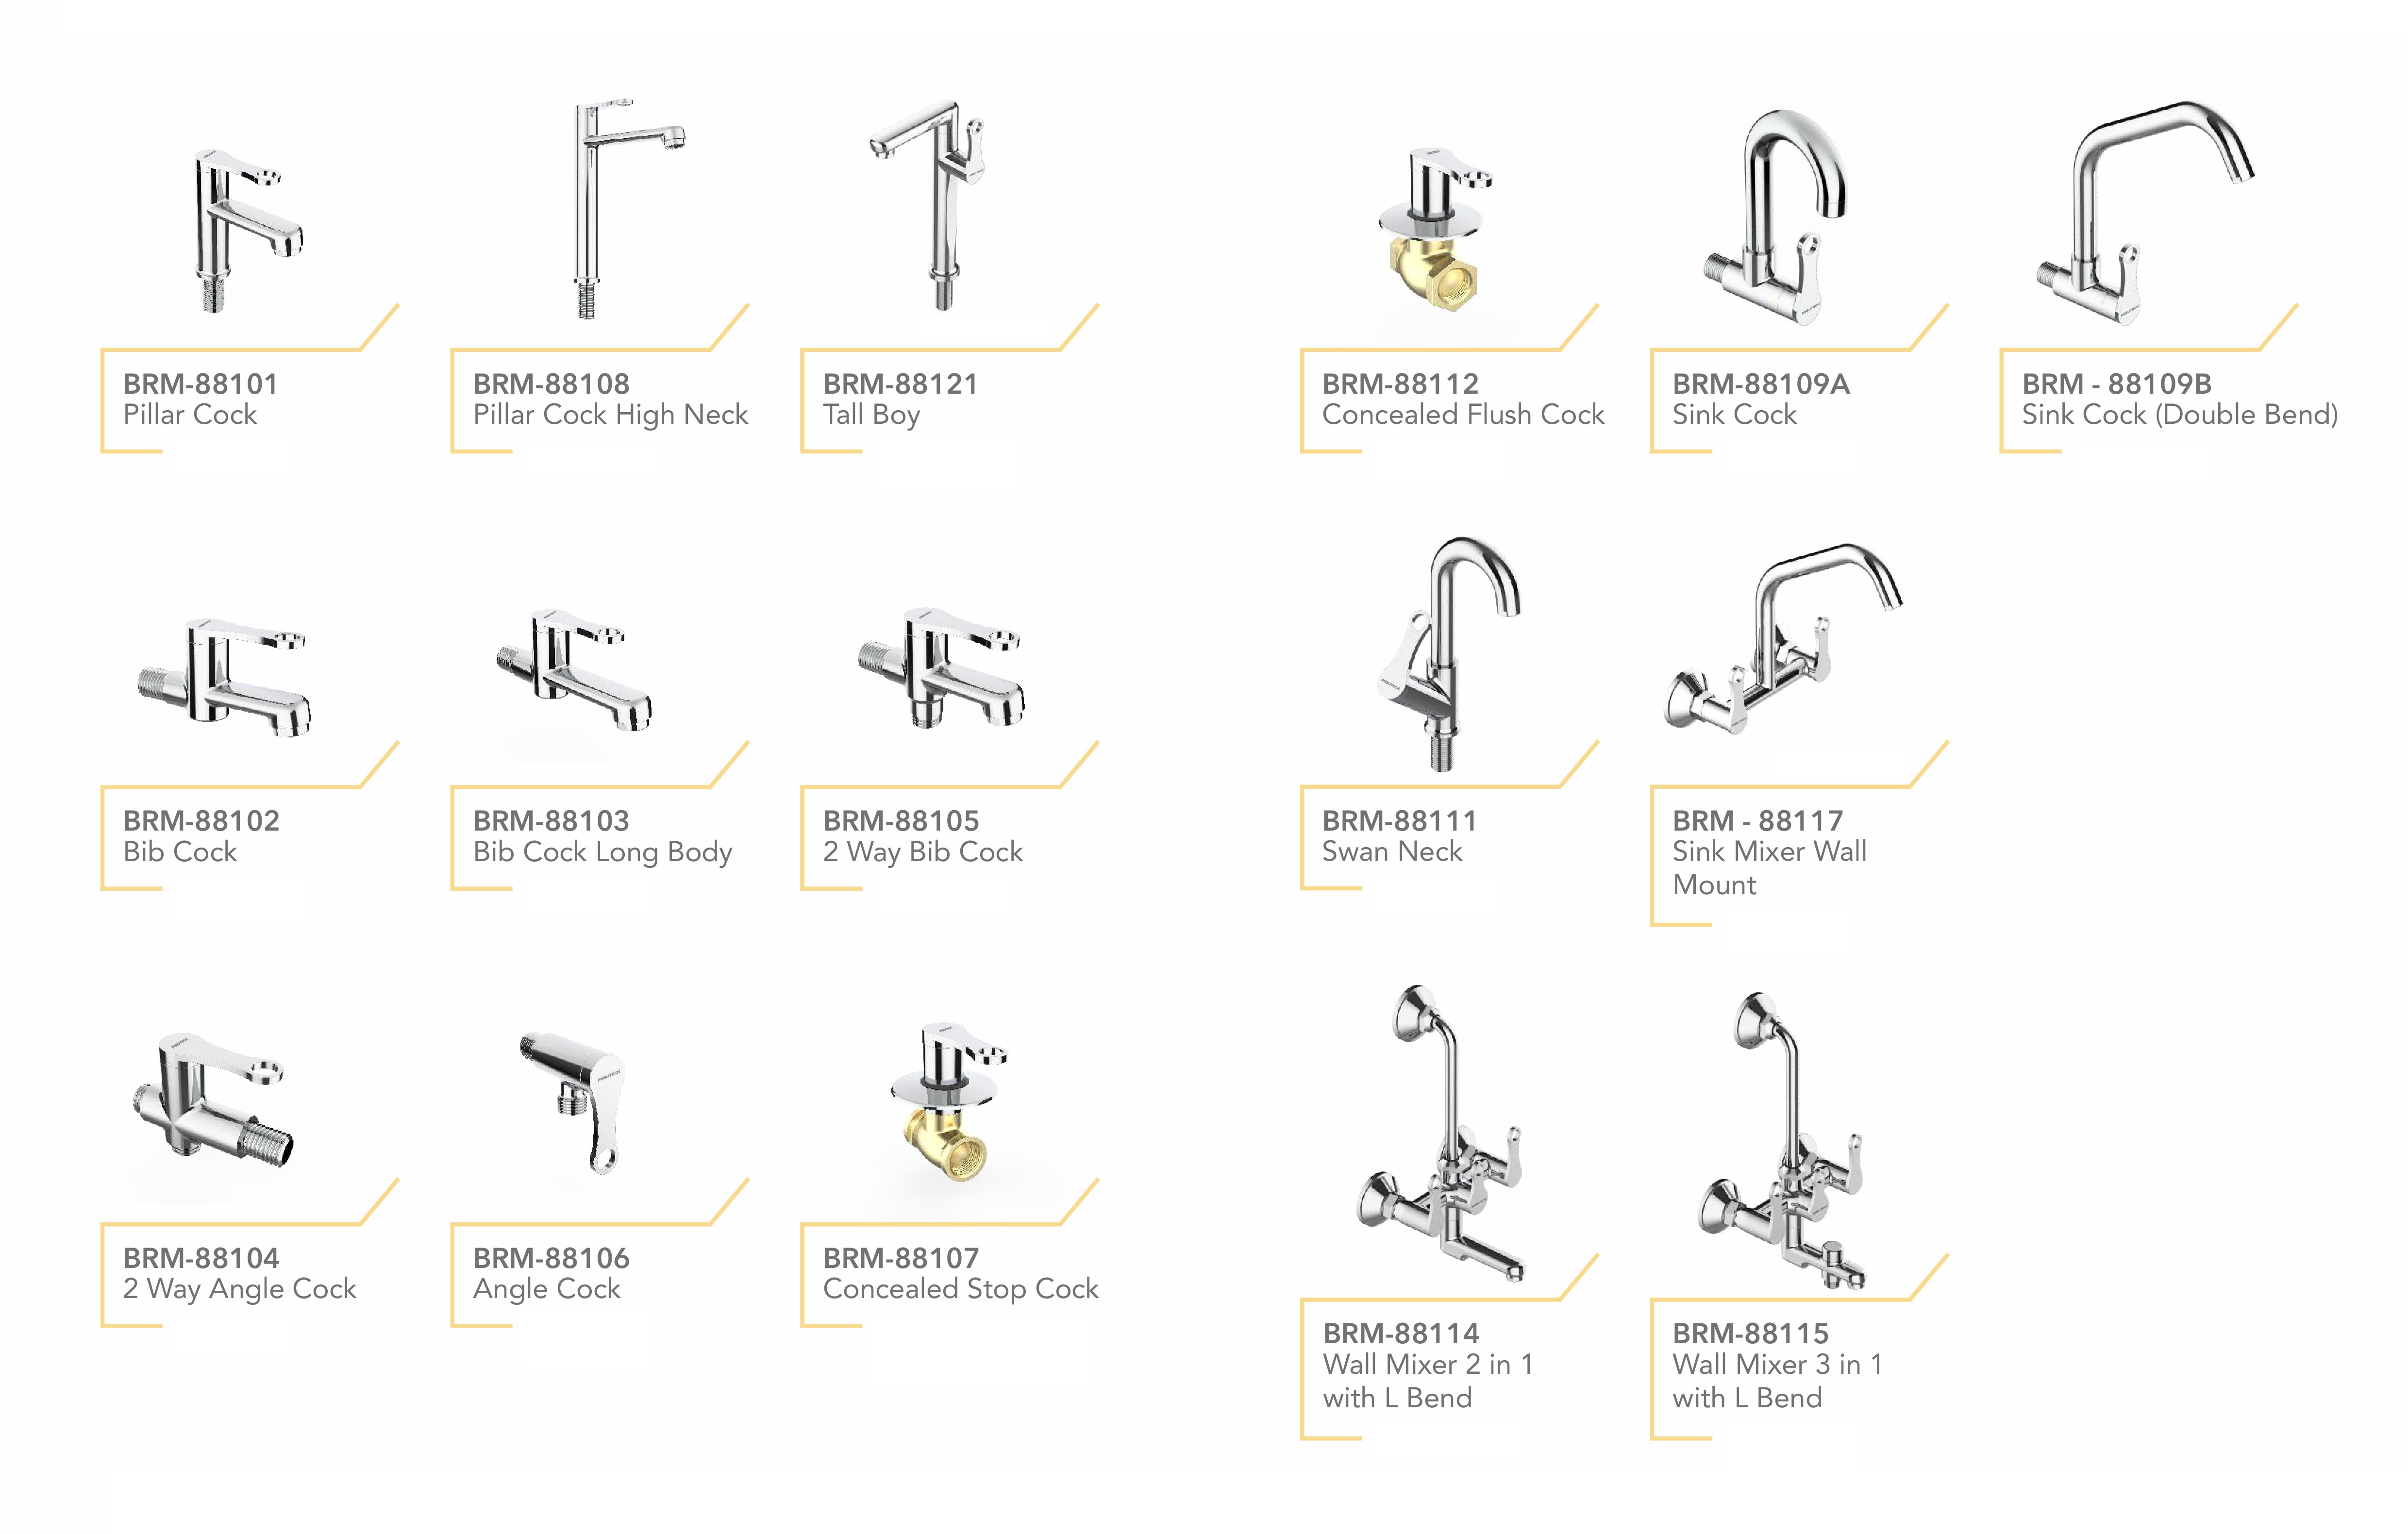 BRM-88101
Pillar Cock
BRM-88108
Pillar Cock High Neck
BRM-88121
Tall Boy
BRM-88112
Concealed Flush Cock
BRM-88109A
Sink Cock
BRM - 88109B
Sink Cock (Double Bend)
BRM-88102
Bib Cock
BRM-88103
Bib Cock Long Body
BRM-88105
2 Way Bib Cock
BRM-88111
Swan Neck
BRM - 88117
Sink Mixer Wall
Mount
BRM-88104
2 Way Angle Cock
BRM-88106
Angle Cock
BRM-88107
Concealed Stop Cock
BRM-88114
Wall Mixer 2 in 1
with L Bend
BRM-88115
Wall Mixer 3 in 1
with L Bend